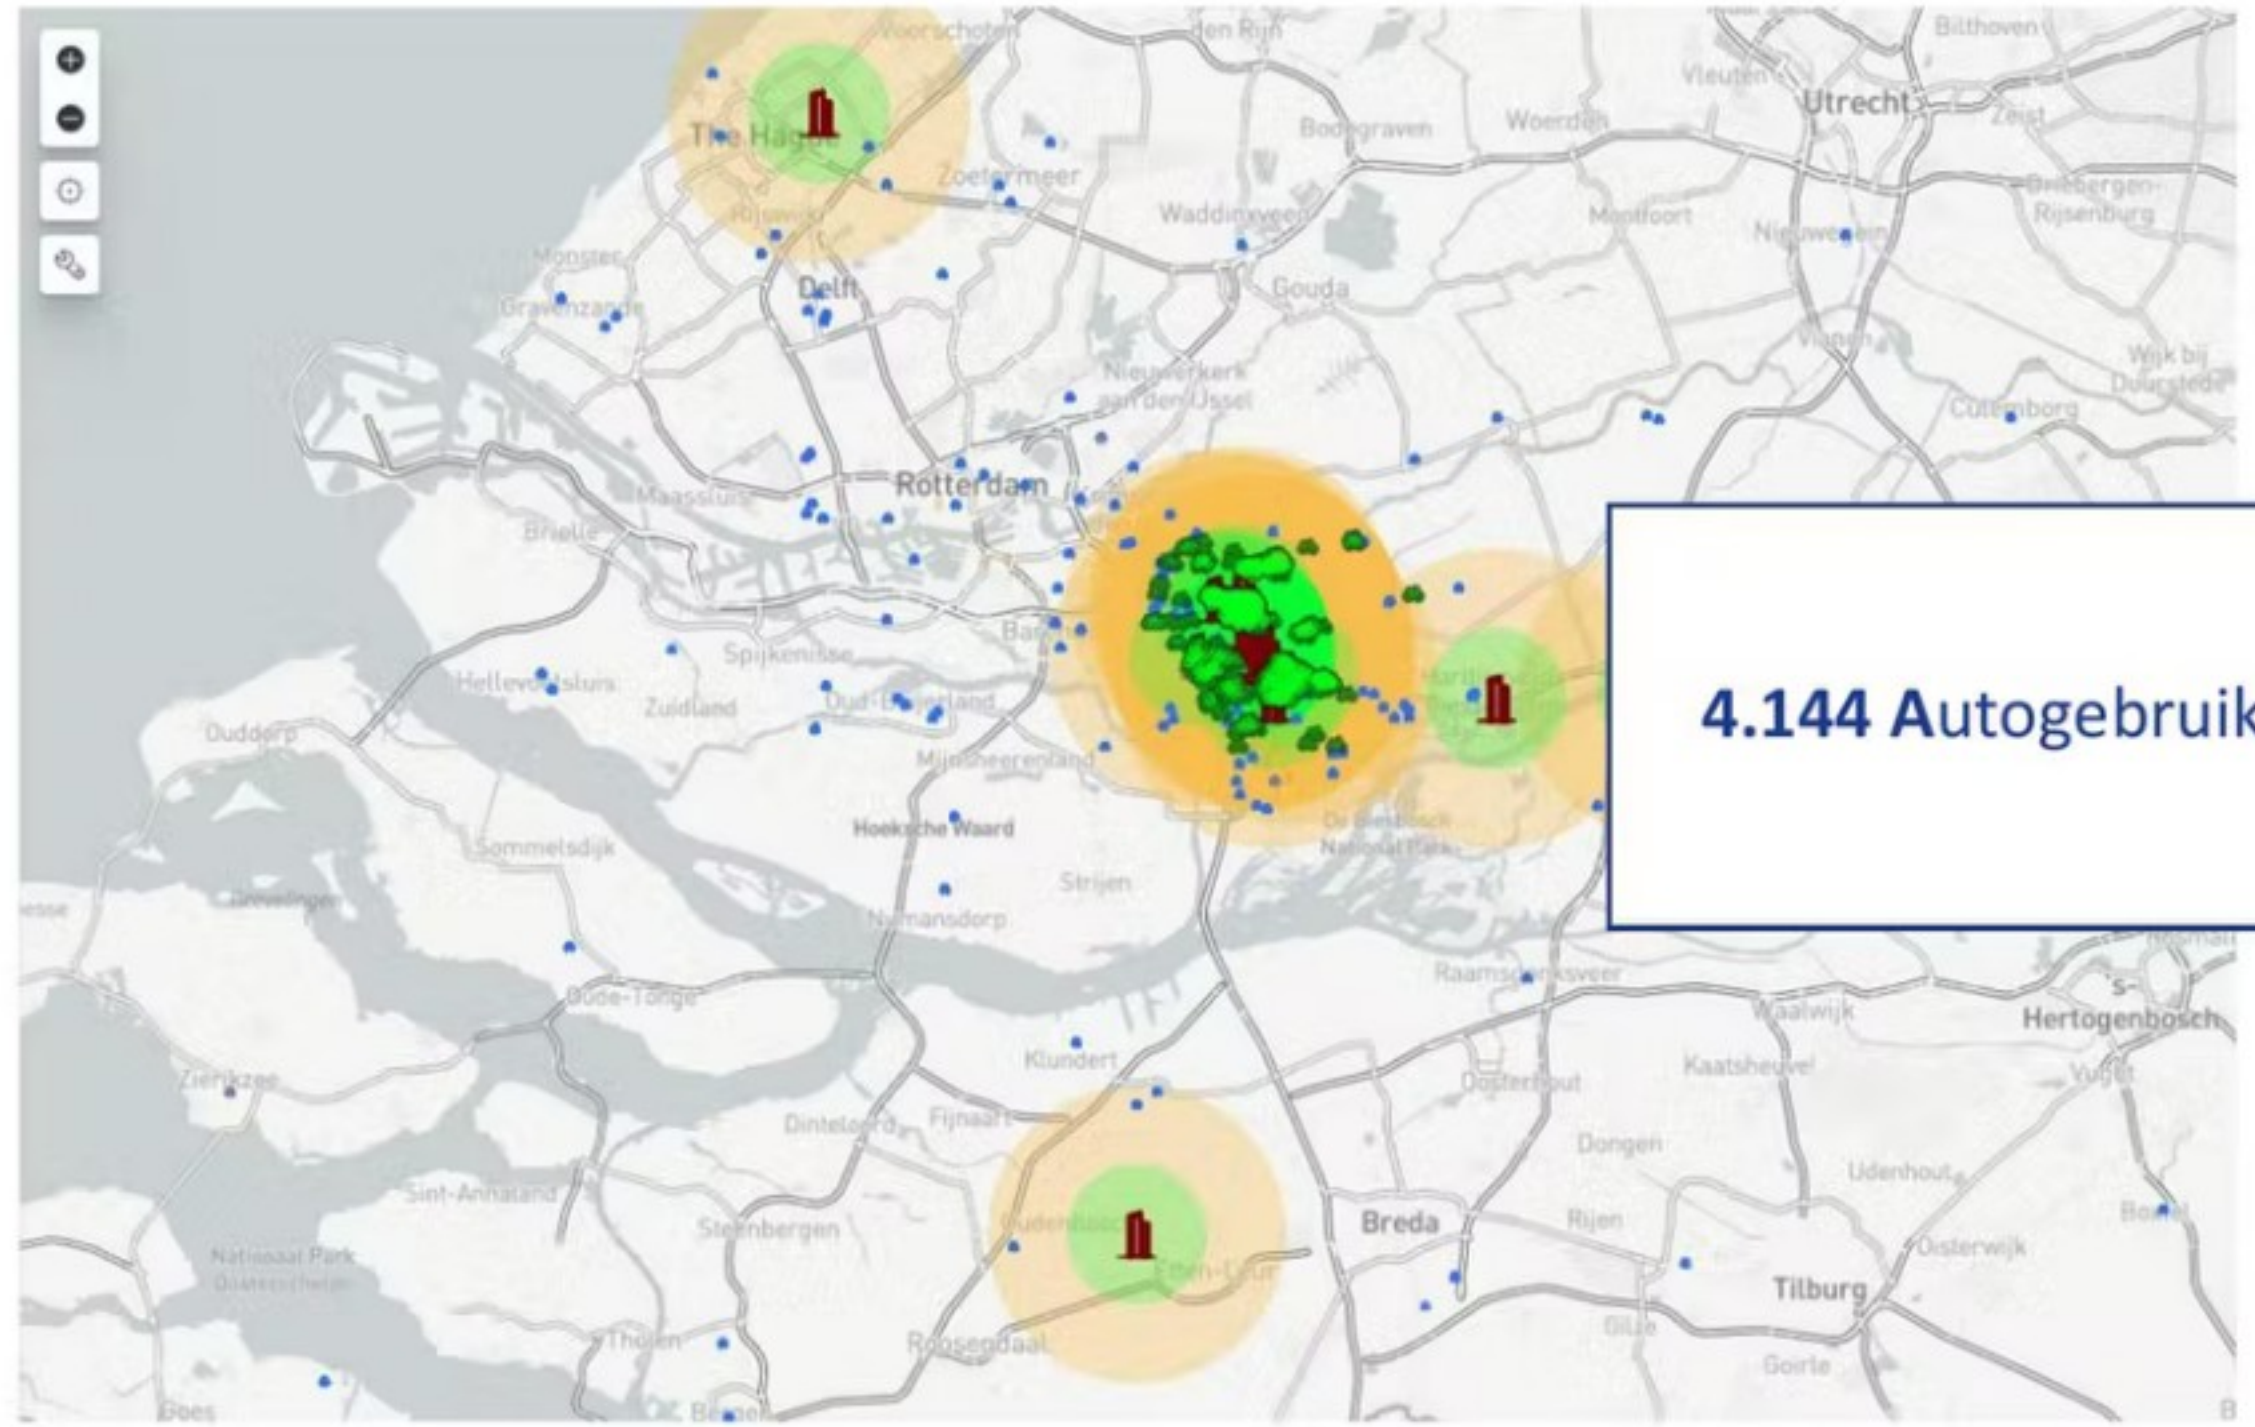 Voorschoten
den Rijn
Bilthoven
Vleuten
Utrecht
Zeist
Bodegraven
Woerden
The Hague
Zoetermeer
Driebergen-
Rijsenburg
Waddinxveen
Montfoort
Nieuwegein
Rijswijk
Monster
Delft
Gouda
Gravenzande
Vianen
Wijk bij
Duurstede
Nieuwerkerk
aan den IJssel
Culemborg
Rotterdam
Maassluis
Brielle
Spijkenisse
Hellevoetsluis
Zuidland
Oud-Beijerland
4.144 Autogebruik
Ouddorp
Mijnsheerenland
Hoeksche Waard
De Biesbosch
National Park
Sommelsdijk
Strijen
Numansdorp
Grevelingen
Raamsdonksveer
Oude-Tonge
Waalwijk
's-
Hertogenbosch
Klundert
Kaatsheuvel
Vught
Zierikzee
Oosterhout
Dinteloord
Fijnaart
Dongen
Udenhout
Sint-Annaland
Steenbergen
Oudenbosch
Breda
Rijen
Boxtel
Oisterwijk
Nationaal Park
Oosterschelde
Etten-Leur
Tilburg
Tholen
Roosendaal
Gilze
Goirle
Goes